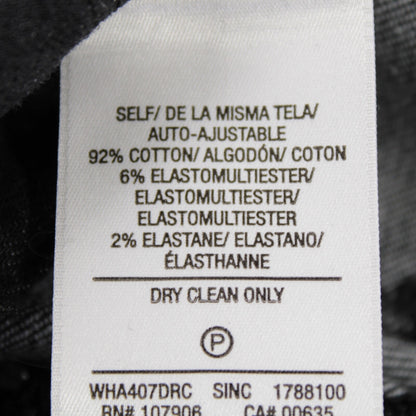 SELF/ DE LA MISMA TELA/
AUTO-AJUSTABLE
92% COTTON/ ALGODÓN/ COTON
6% ELASTOMULTIESTER/
ELASTOMULTIESTER/
ELASTOMULTIESTER
2% ELASTANE/ ELASTANO/
ÉLASTHANNE
DRY CLEAN ONLY
P
WHA407DRC SINC 1788100
RN# 107906 CA# 00635